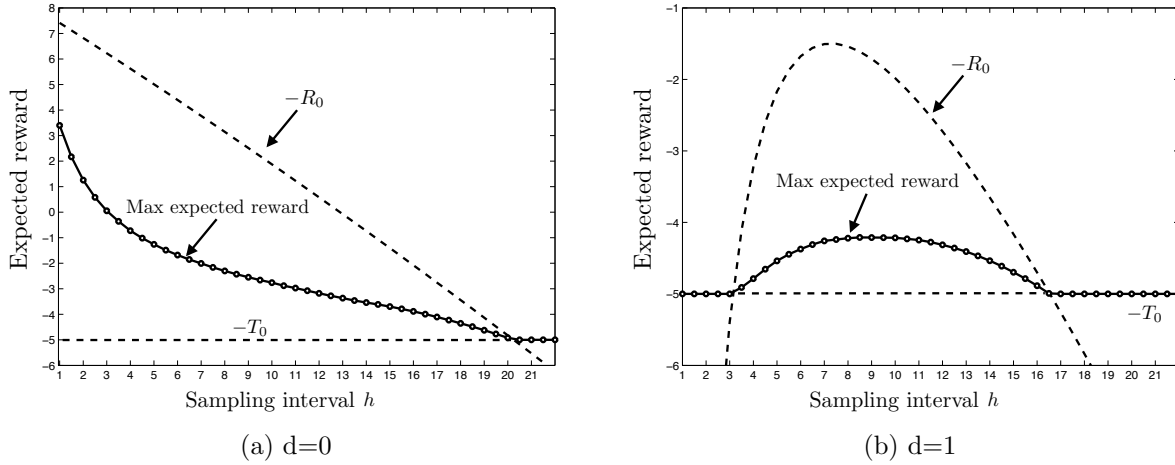 8
7
6
5
4
3
2
1
0
−1
−2
−3
−4
−5
−6
Expected reward
−R₀
Max expected reward
−T₀
1 2 3 4 5 6 7 8 9 10 11 12 13 14 15 16 17 18 19 20 21
Sampling interval h
(a) d=0
−1
−2
−3
−4
−5
−6
Expected reward
−R₀
Max expected reward
−T₀
1 2 3 4 5 6 7 8 9 10 11 12 13 14 15 16 17 18 19 20 21
Sampling interval h
(b) d=1